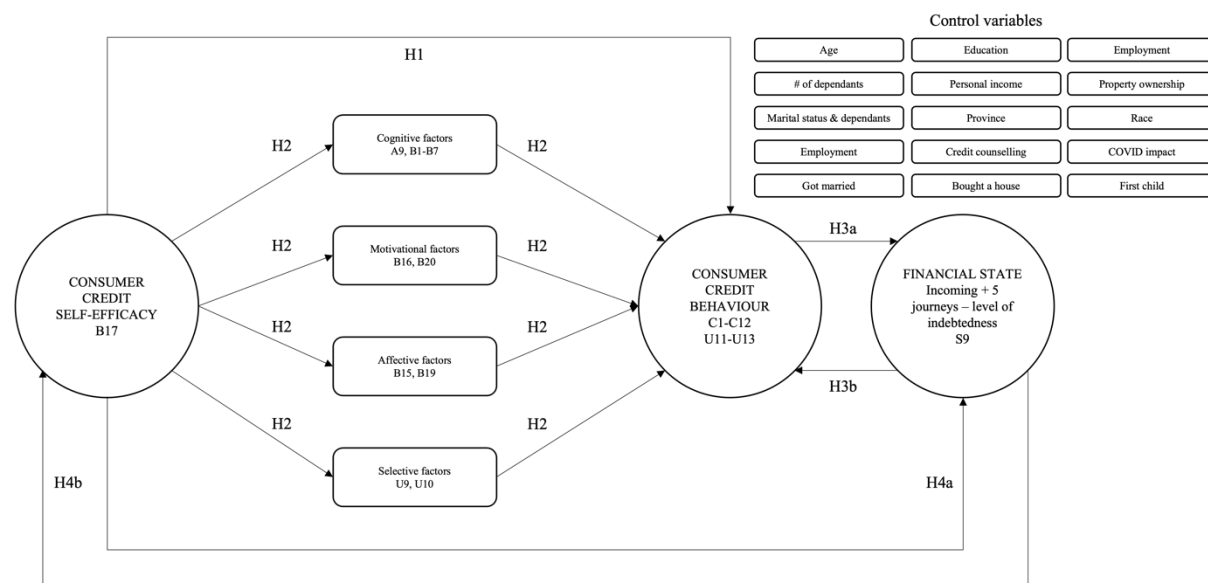 Control variables
Age
Education
Employment
# of dependants
Personal income
Property ownership
Marital status & dependants
Province
Race
Employment
Credit counselling
COVID impact
Got married
Bought a house
First child
H1
H2
Cognitive factors
A9, B1-B7
H2
H2
Motivational factors
B16, B20
H2
CONSUMER
CREDIT
SELF-EFFICACY
B17
H2
Affective factors
B15, B19
H2
H2
Selective factors
U9, U10
H2
CONSUMER
CREDIT
BEHAVIOUR
C1-C12
U11-U13
H3a
H3b
FINANCIAL STATE
Incoming + 5
journeys – level of
indebtedness
S9
H4b
H4a